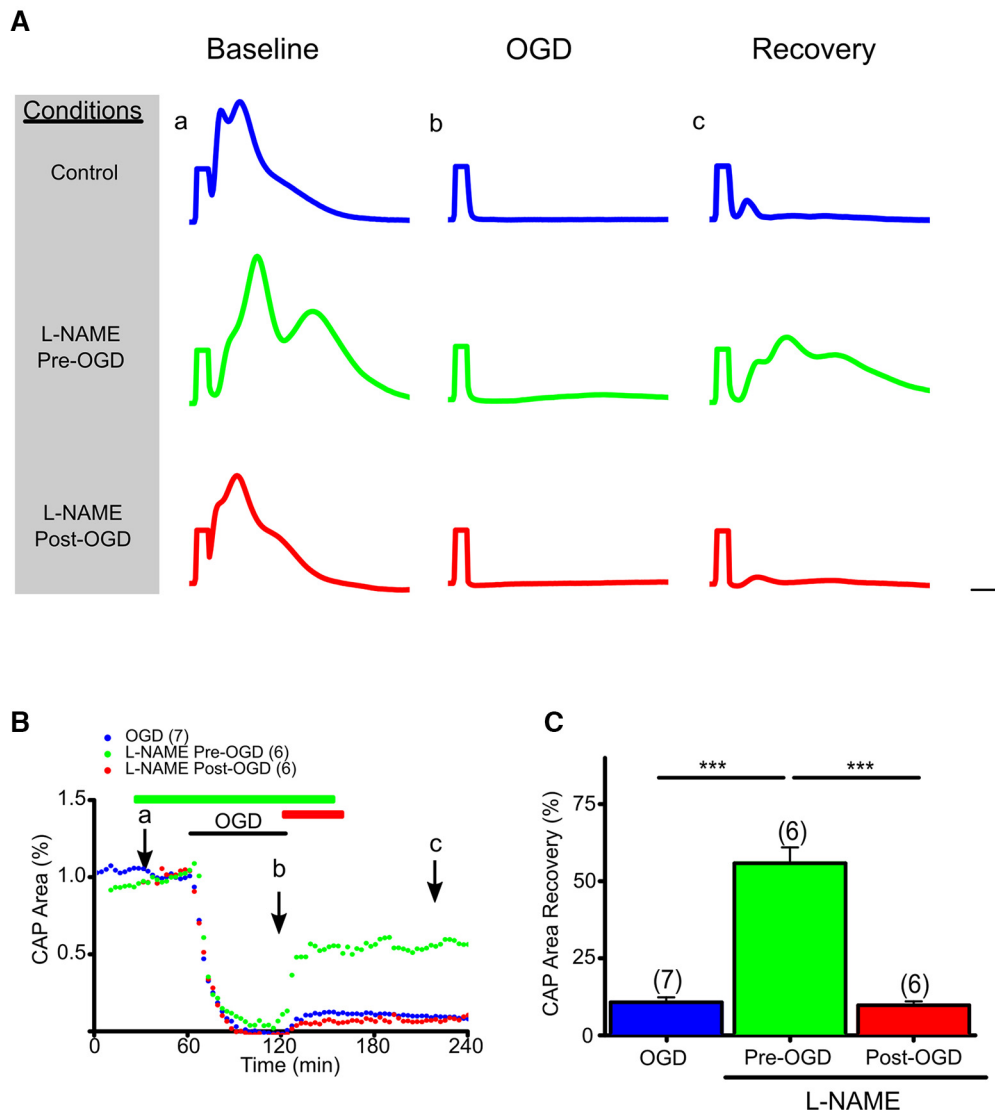 A
Baseline OGD Recovery
Conditions
a b c
Control
L-NAME
Pre-OGD
L-NAME
Post-OGD
B
OGD (7)
L-NAME Pre-OGD (6)
L-NAME Post-OGD (6)
CAP Area (%)
1.5
1.0
0.5
0.0
a
OGD
b
c
0 60 120 180 240
Time (min)
C
CAP Area Recovery (%)
75
50
25
0
*** ***
(7) (6) (6)
OGD Pre-OGD Post-OGD
L-NAME